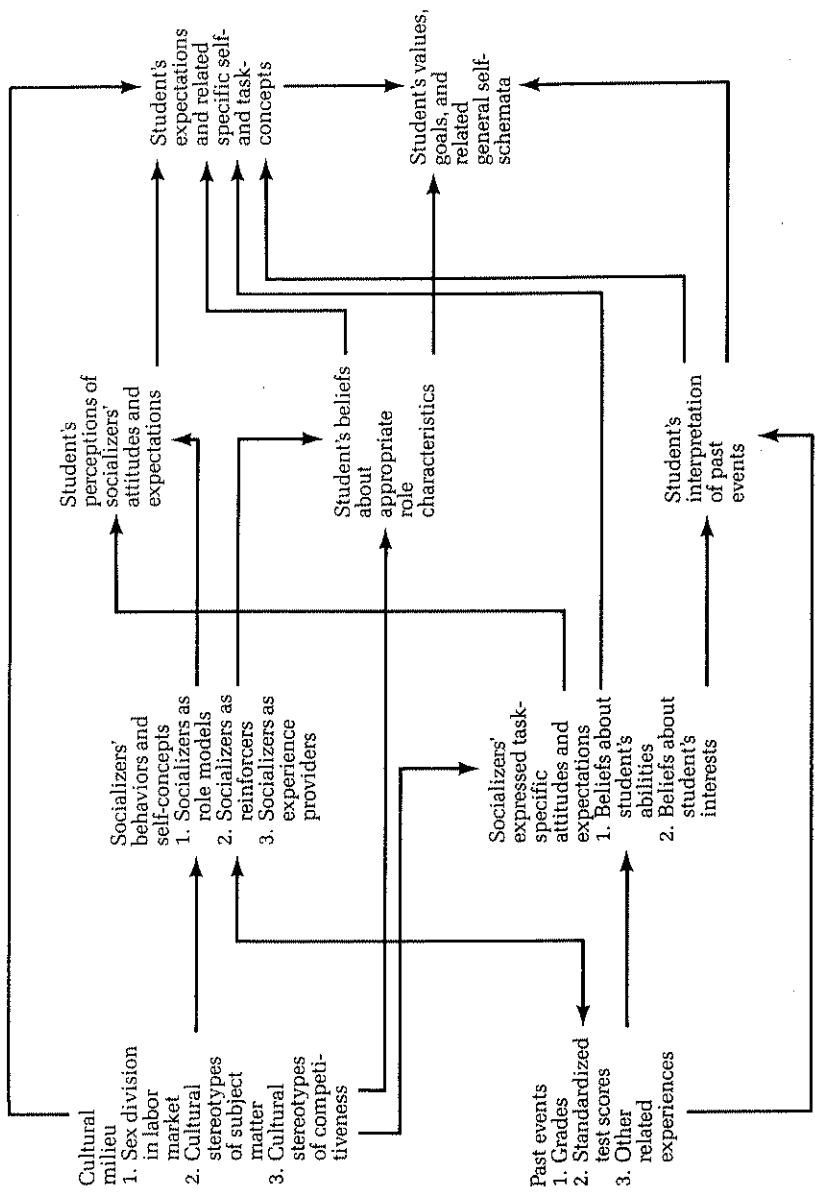 Cultural
milieu
1. Sex division
in labor
market
2. Cultural
stereotypes
of subject
matter
3. Cultural
stereotypes
of competi-
tiveness
Past events
1. Grades
2. Standardized
test scores
3. Other
related
experiences
Socializers'
behaviors and
self-concepts
1. Socializers as
role models
2. Socializers as
reinforcers
3. Socializers as
experience
providers
Socializers'
expressed task-
specific
attitudes and
expectations
1. Beliefs about
student's
abilities
2. Beliefs about
student's
interests
Student's
perceptions of
socializers'
attitudes and
expectations
Student's beliefs
about
appropriate
role
characteristics
Student's
interpretation
of past
events
Student's
expectations
and related
specific self-
and task-
concepts
Student's values,
goals, and
related
general self-
schemata